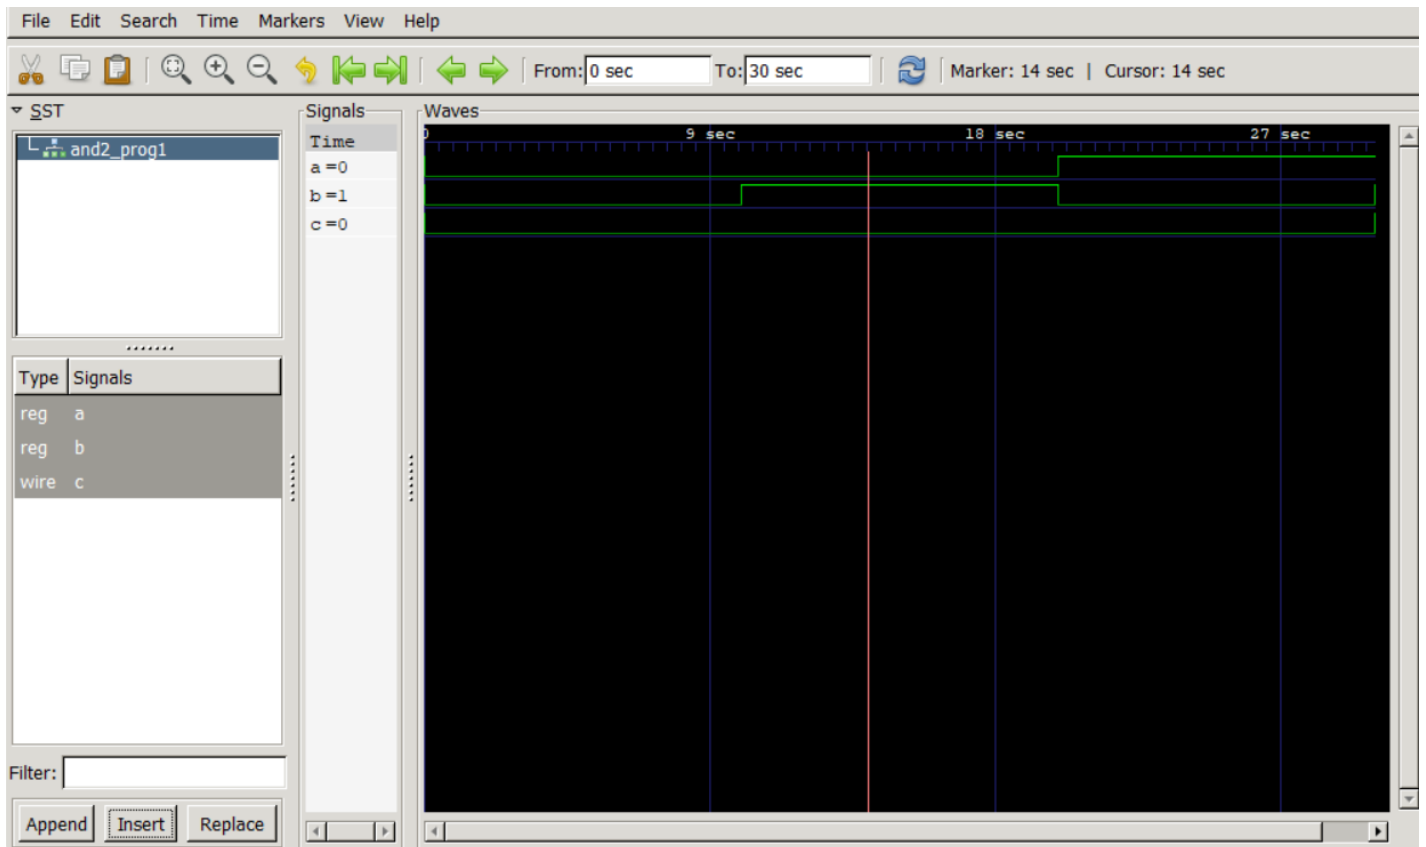 File Edit Search Time Markers View Help
From: 0 sec To: 30 sec Marker: 14 sec | Cursor: 14 sec
SST
and2_prog1
Type Signals
reg a
reg b
wire c
Filter:
Append Insert Replace
Signals
Time
a =0
b =1
c =0
Waves
0 9 sec 18 sec 27 sec